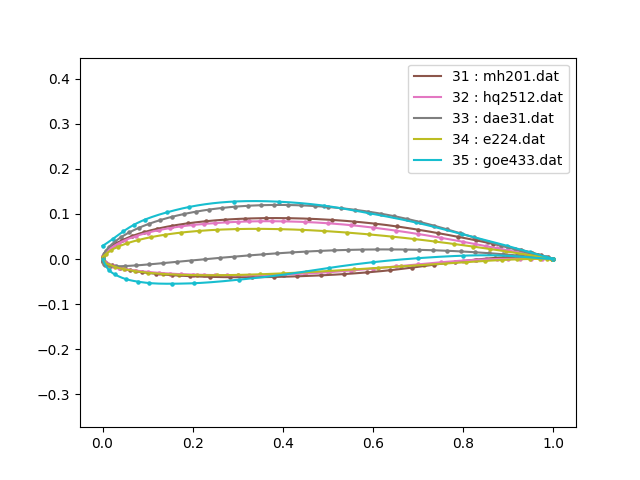 0.4
0.3
0.2
0.1
0.0
−0.1
−0.2
−0.3
0.0 0.2 0.4 0.6 0.8 1.0
31 : mh201.dat
32 : hq2512.dat
33 : dae31.dat
34 : e224.dat
35 : goe433.dat